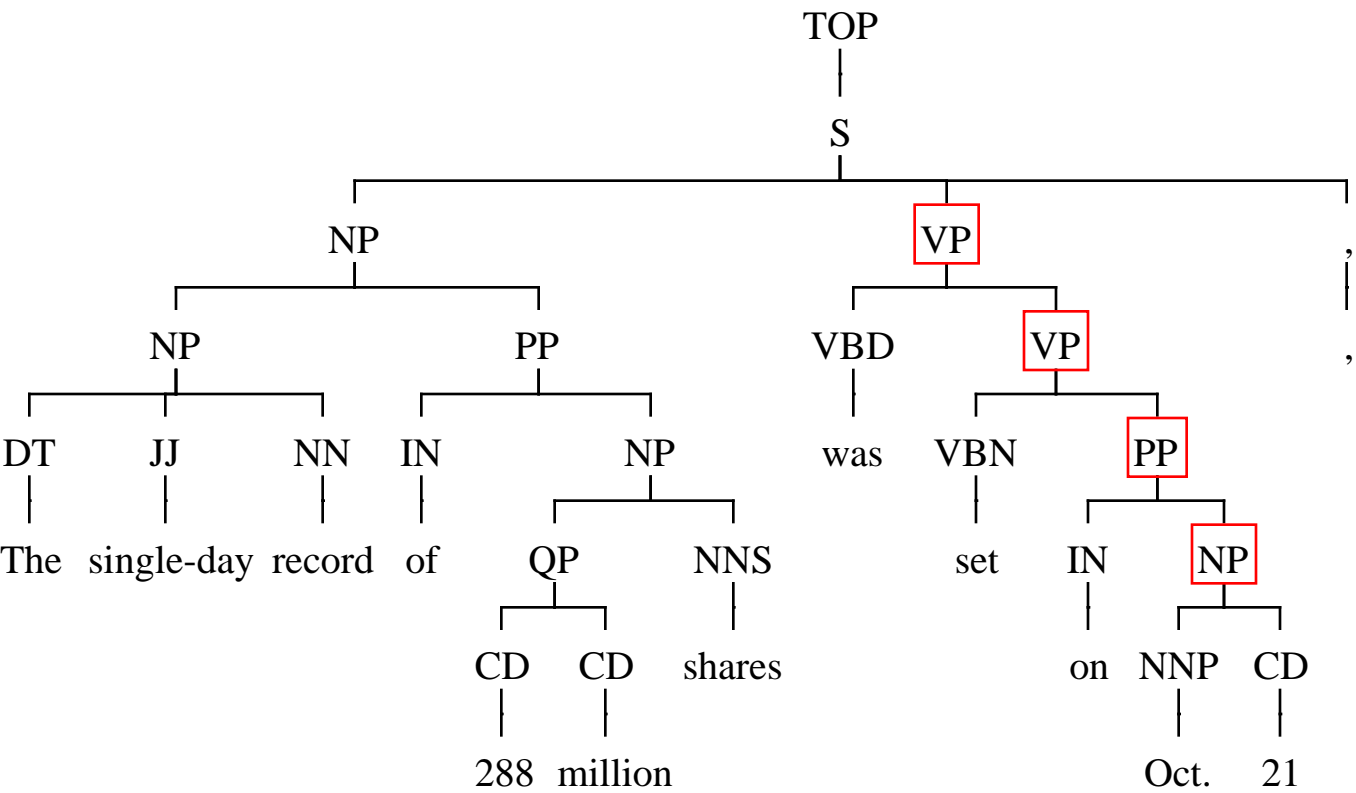 TOP
S
NP VP ,
NP PP VBD VP ,
DT JJ NN IN NP was VBN PP
The single-day record of QP NNS set IN NP
CD CD shares on NNP CD
288 million Oct. 21